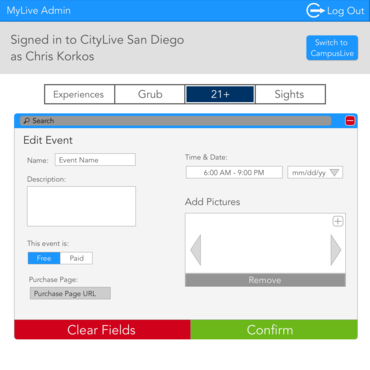 MyLive Admin
Log Out
Signed in to CityLive San Diego
as Chris Korkos
Switch to
CampusLive
Experiences
Grub
21+
Sights
Search
Edit Event
Name:
Event Name
Description:
This event is:
Free
Paid
Purchase Page:
Purchase Page URL
Time & Date:
6:00 AM - 9:00 PM
mm/dd/yy
Add Pictures
Remove
Clear Fields
Confirm